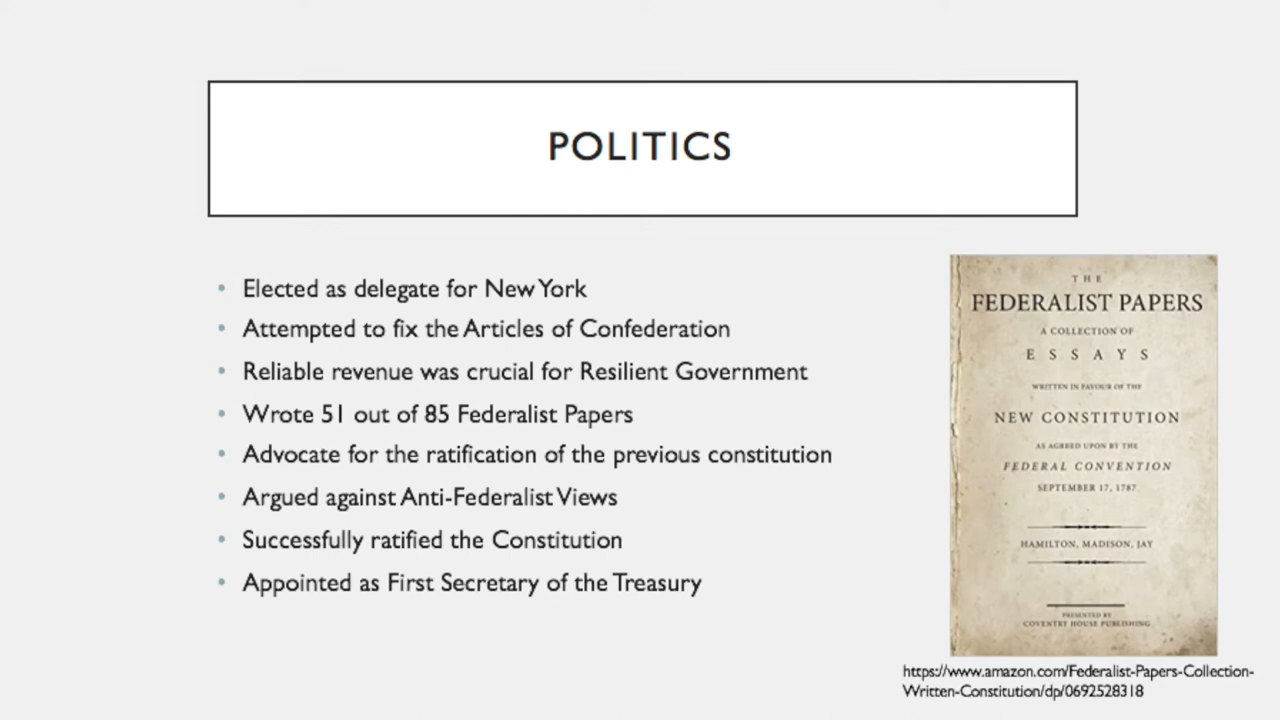 POLITICS
Elected as delegate for New York
Attempted to fix the Articles of Confederation
Reliable revenue was crucial for Resilient Government
Wrote 51 out of 85 Federalist Papers
Advocate for the ratification of the previous constitution
Argued against Anti-Federalist Views
Successfully ratified the Constitution
Appointed as First Secretary of the Treasury
THE
FEDERALIST PAPERS
A COLLECTION OF
ESSAYS
WRITTEN IN FAVOUR OF THE
NEW CONSTITUTION
AS AGREED UPON BY THE
FEDERAL CONVENTION
SEPTEMBER 17, 1787
HAMILTON, MADISON, JAY
PRESENTED BY
COVENTRY HOUSE PUBLISHING
https://www.amazon.com/Federalist-Papers-Collection-
Written-Constitution/dp/0692528318